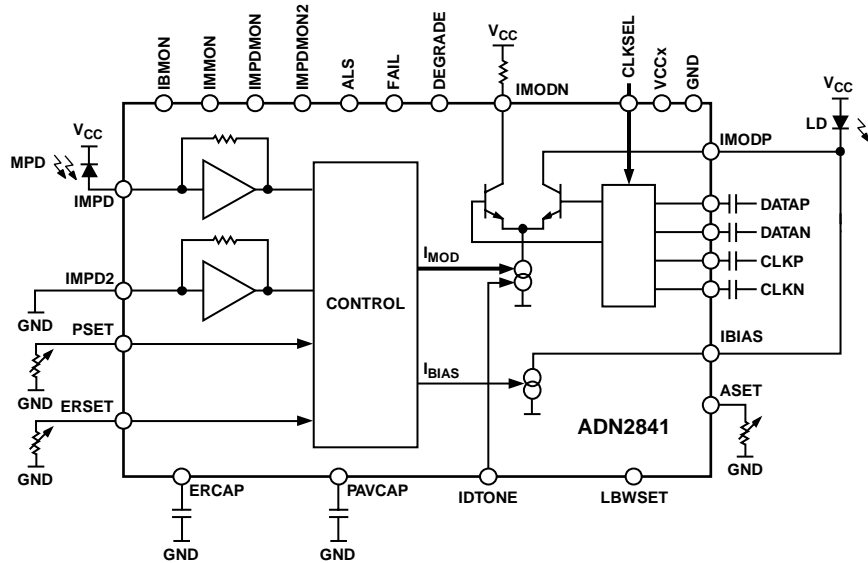 IBMON
IMMON
IMPDMON
IMPDMON2
ALS
FAIL
DEGRADE
VCC
IMODN
CLKSEL
VCCx
GND
VCC
LD
IMODP
VCC
MPD
IMPD
DATAP
DATAN
CLKP
CLKN
IMPD2
GND
IMOD
CONTROL
PSET
GND
IBIAS
IBIAS
ASET
ERSET
GND
ADN2841
GND
ERCAP
PAVCAP
IDTONE
LBWSET
GND
GND